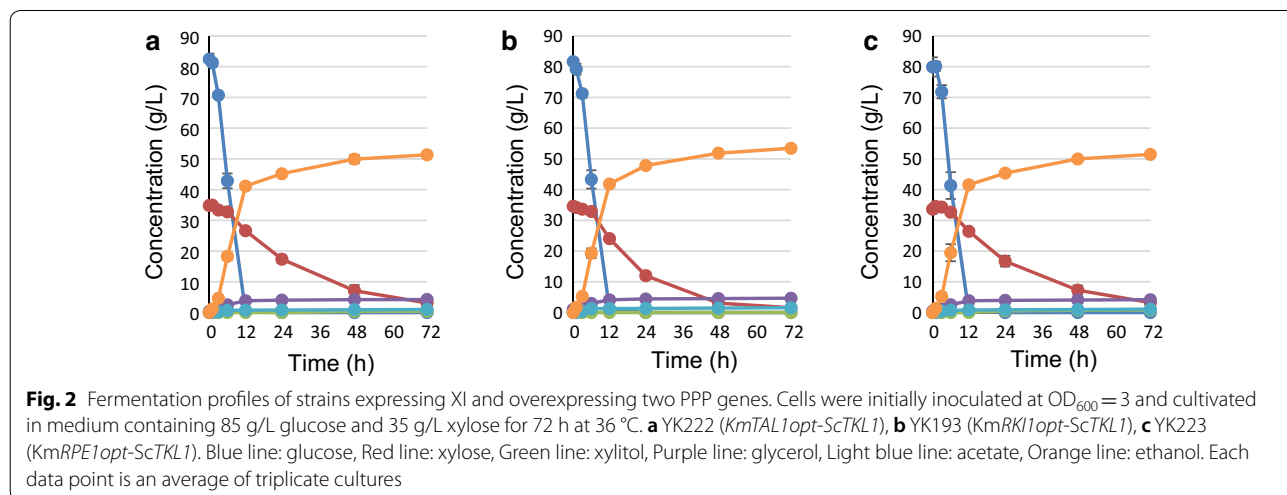 a
90
80
70
60
50
40
30
20
10
0
Concentration (g/L)
0 12 24 36 48 60 72
Time (h)
b
90
80
70
60
50
40
30
20
10
0
Concentration (g/L)
0 12 24 36 48 60 72
Time (h)
c
90
80
70
60
50
40
30
20
10
0
Concentration (g/L)
0 12 24 36 48 60 72
Time (h)
Fig. 2 Fermentation profiles of strains expressing XI and overexpressing two PPP genes. Cells were initially inoculated at OD600 = 3 and cultivated
in medium containing 85 g/L glucose and 35 g/L xylose for 72 h at 36 °C. a YK222 (KmTAL1opt-ScTKL1), b YK193 (KmRKI1opt-ScTKL1), c YK223
(KmRPE1opt-ScTKL1). Blue line: glucose, Red line: xylose, Green line: xylitol, Purple line: glycerol, Light blue line: acetate, Orange line: ethanol. Each
data point is an average of triplicate cultures